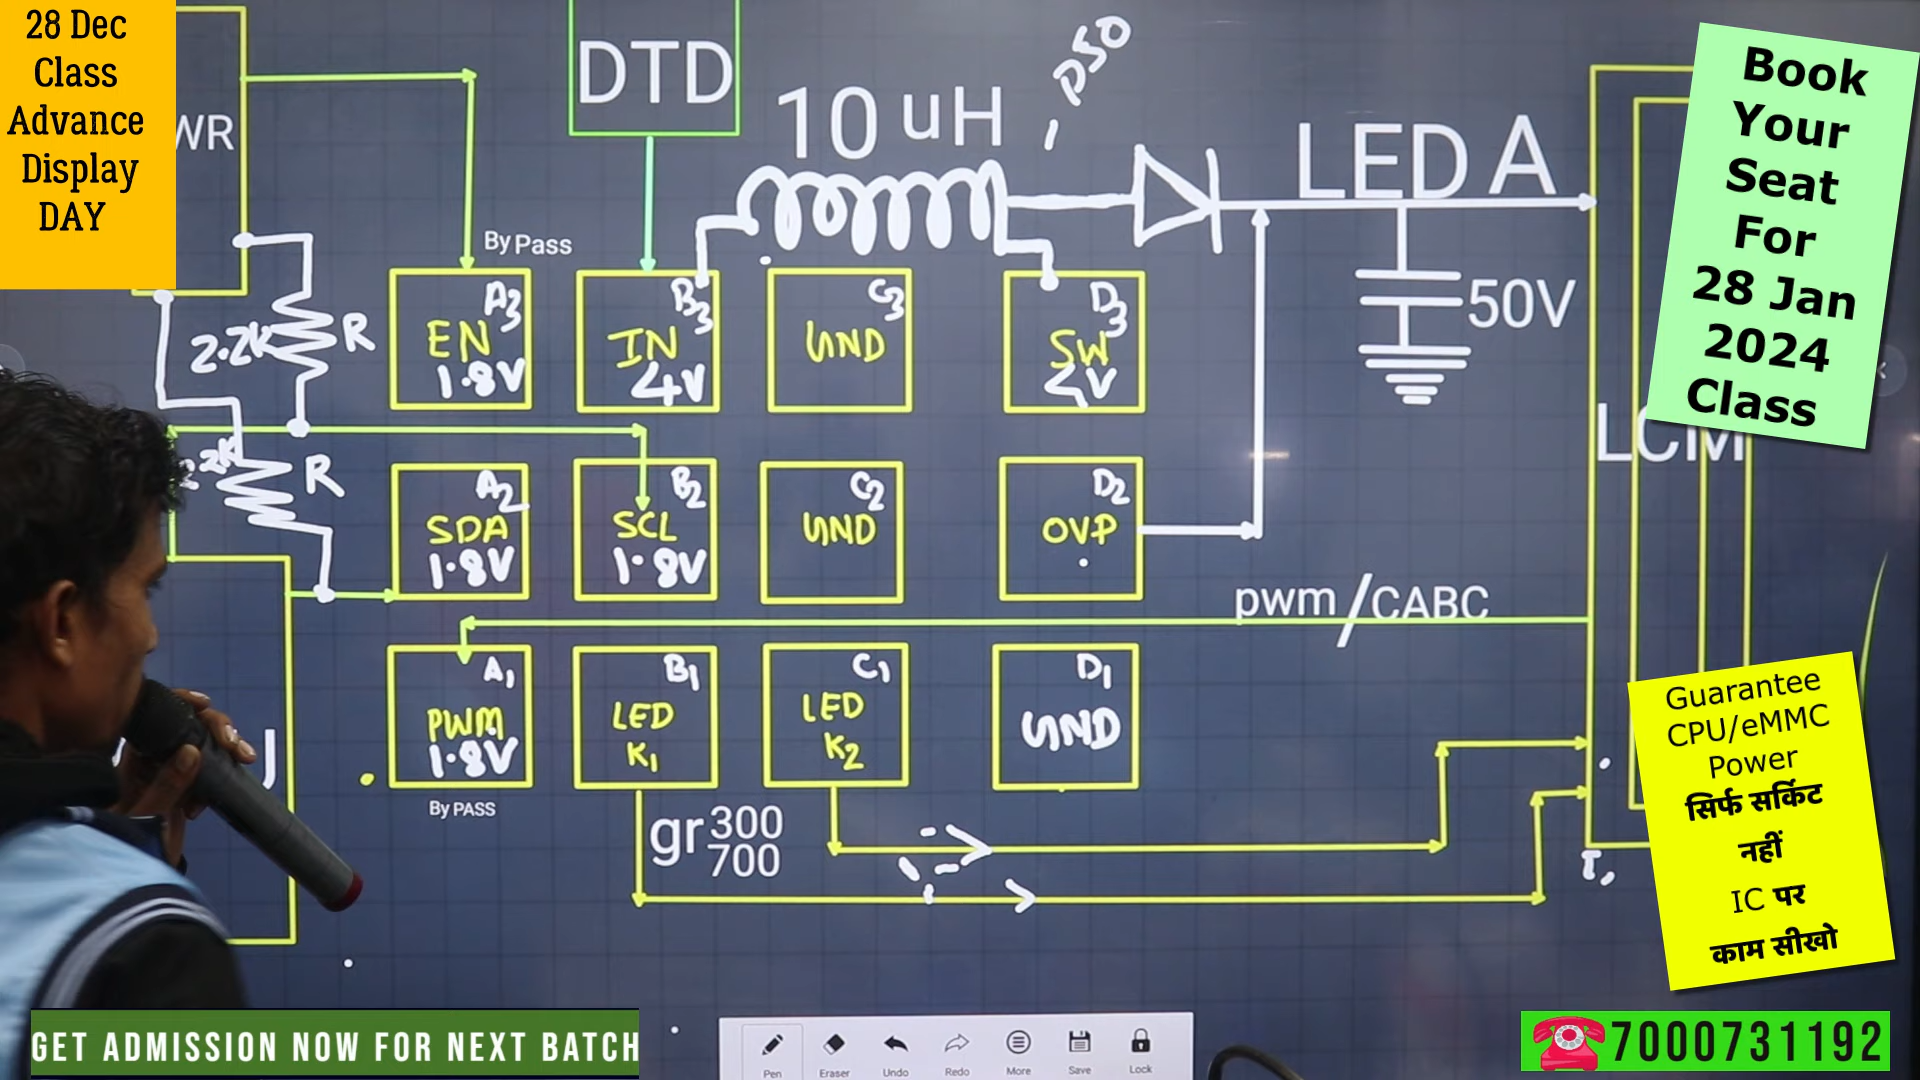 28 Dec
Class
Advance
Display
DAY
WR
DTD
10 uH
LED A
50V
By Pass
2.2K R
R
A3
EN
1.8V
B3
IN
4V
C3
GND
D3
SW
4V
A2
SDA
1.8V
B2
SCL
1.8V
C2
GND
D2
OVP
pwm/CABC
A1
PWM
1.8V
By PASS
B1
LED
K1
C1
LED
K2
D1
GND
gr 300
700
LCM
Book
Your
Seat
For
28 Jan
2024
Class
Guarantee
CPU/eMMC
Power
सिर्फ सर्किट
नहीं
IC पर
काम सीखो
GET ADMISSION NOW FOR NEXT BATCH
Pen Eraser Undo Redo More Save Lock
7000731192